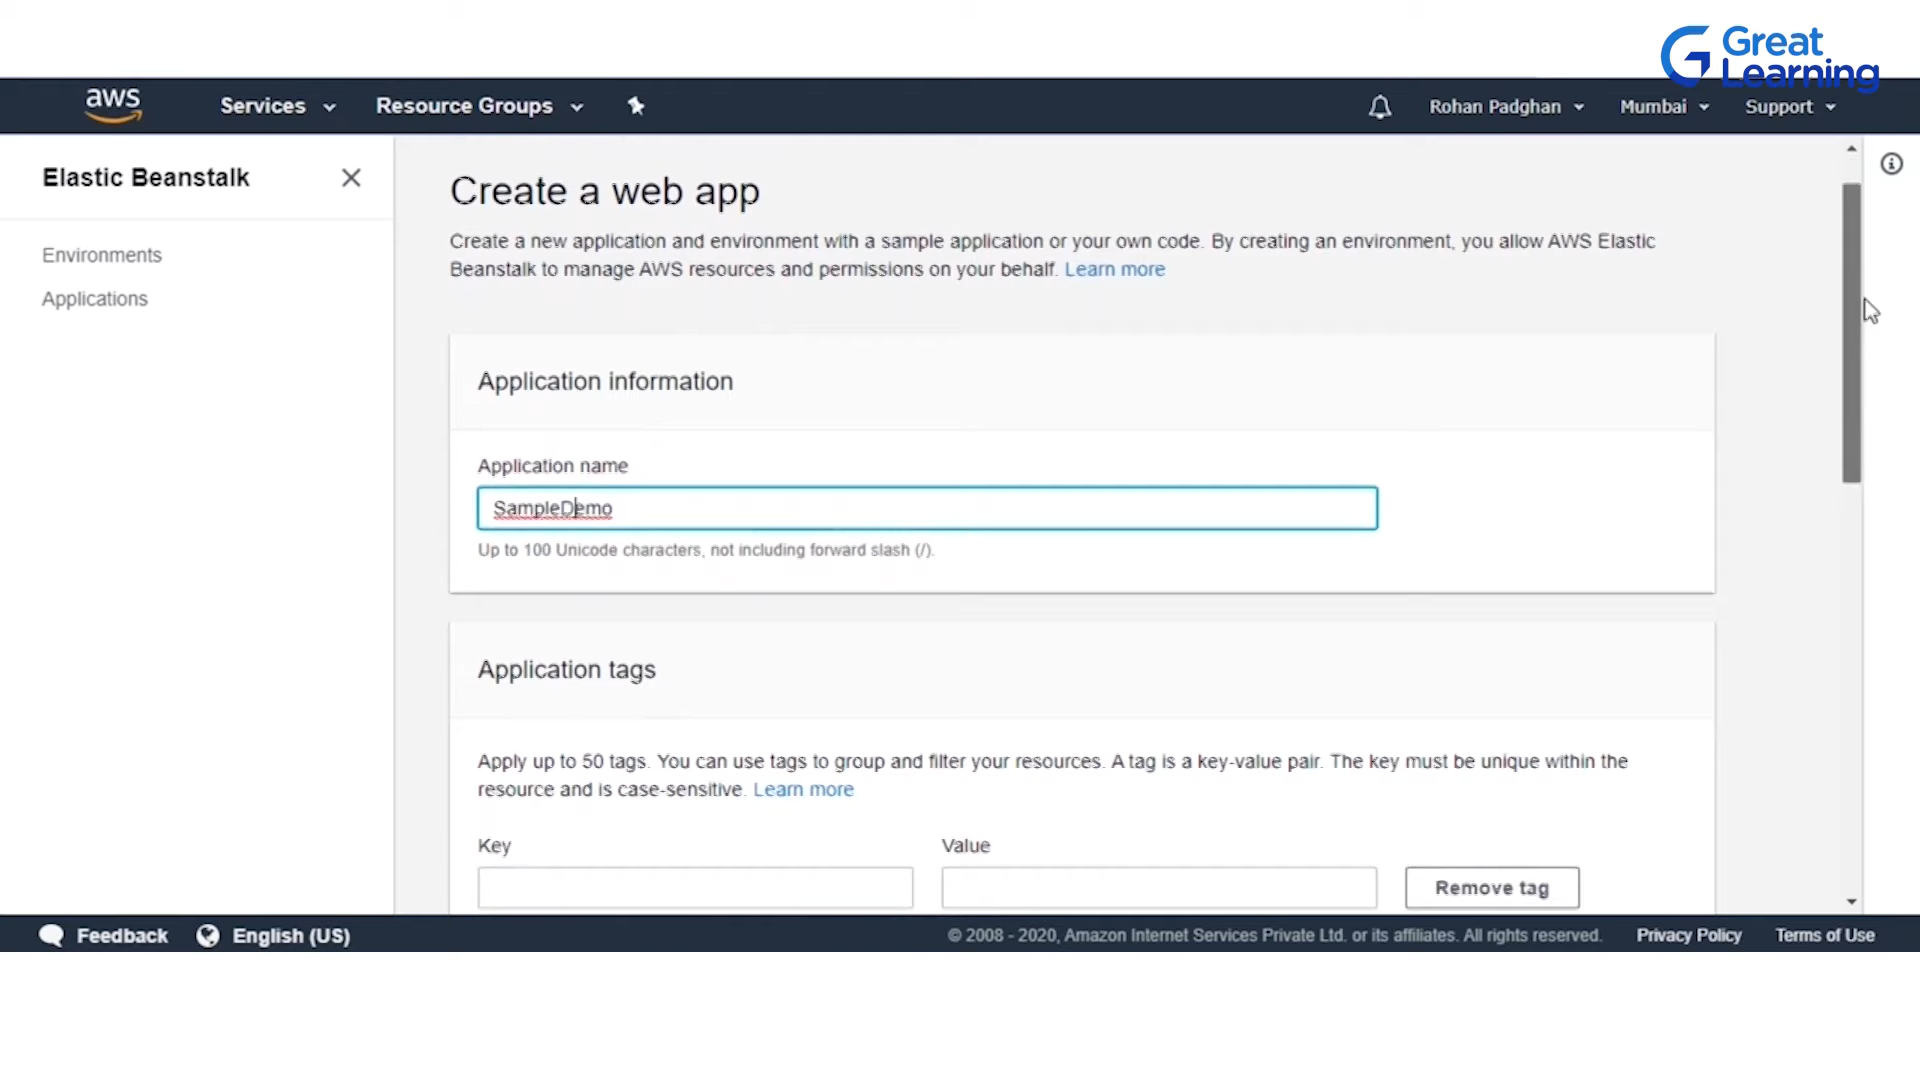 Great
Learning
aws Services Resource Groups Rohan Padghan Mumbai Support
Elastic Beanstalk
Environments
Applications
Create a web app
Create a new application and environment with a sample application or your own code. By creating an environment, you allow AWS Elastic
Beanstalk to manage AWS resources and permissions on your behalf. Learn more
Application information
Application name
SampleDemo
Up to 100 Unicode characters, not including forward slash (/).
Application tags
Apply up to 50 tags. You can use tags to group and filter your resources. A tag is a key-value pair. The key must be unique within the
resource and is case-sensitive. Learn more
Key Value
Remove tag
Feedback English (US) © 2008 - 2020, Amazon Internet Services Private Ltd. or its affiliates. All rights reserved. Privacy Policy Terms of Use